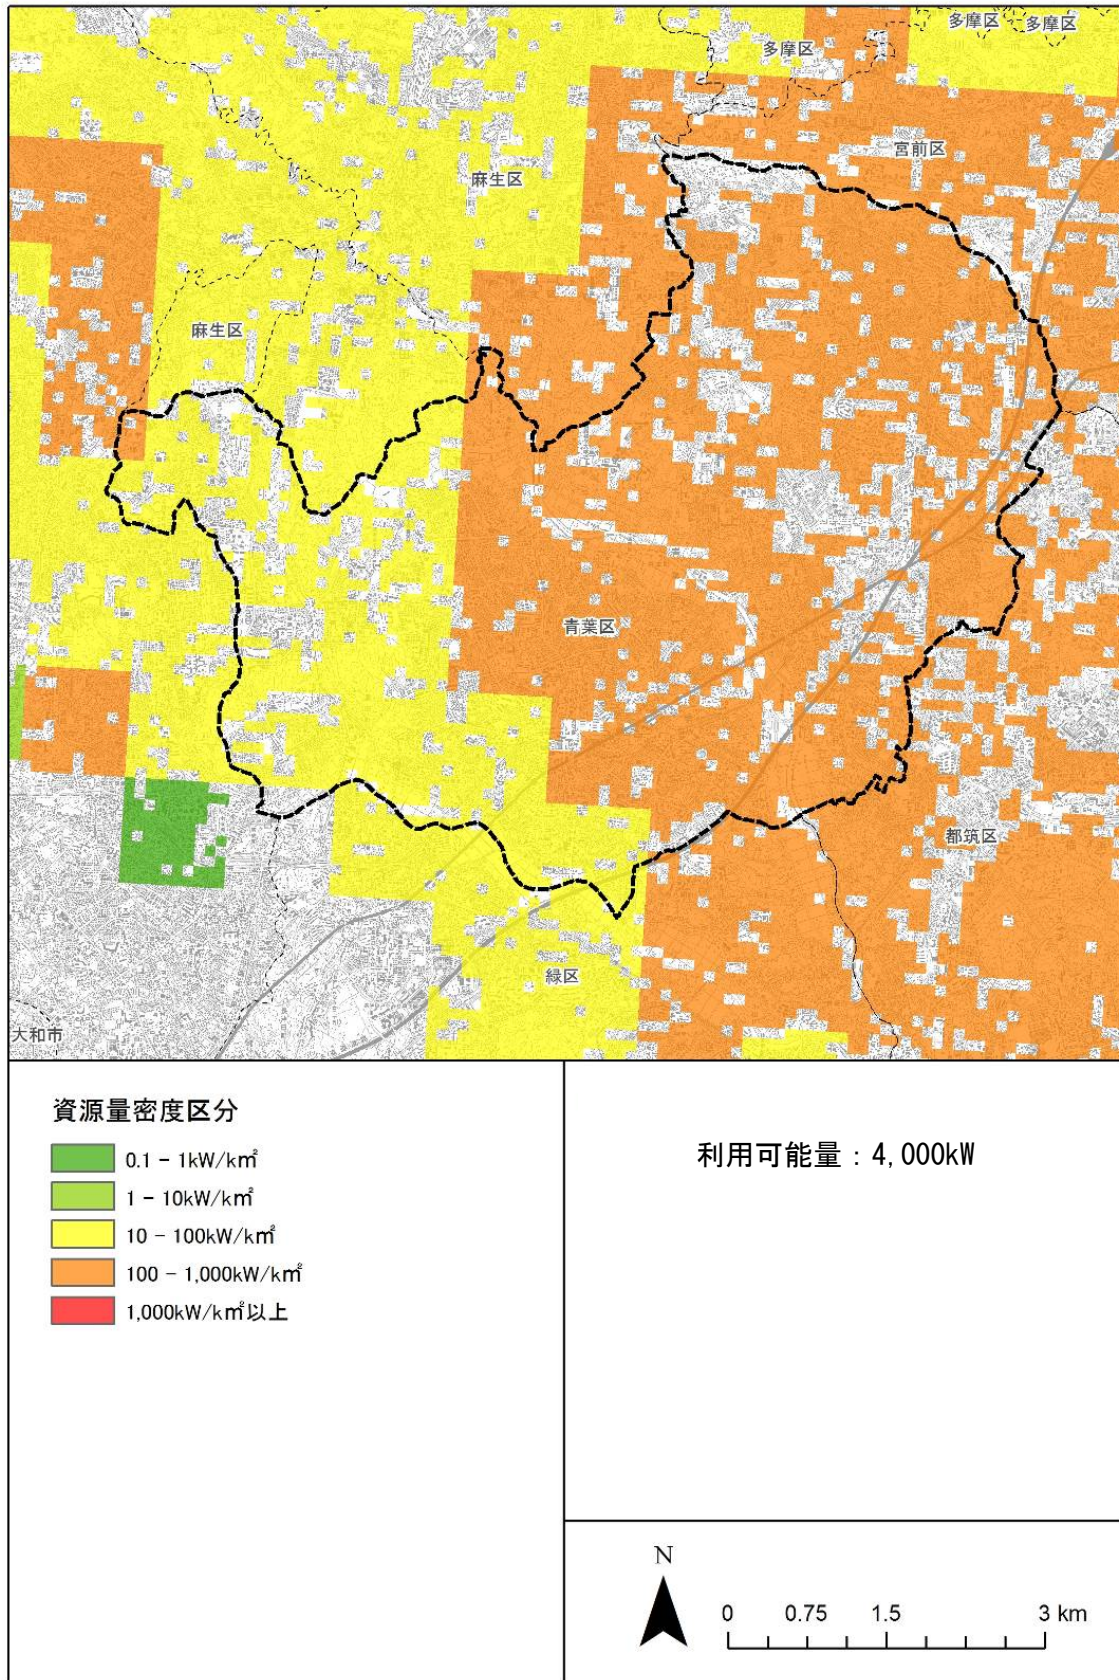 多摩区
多摩区
多摩区
宮前区
麻生区
麻生区
青葉区
都筑区
緑区
大和市
資源量密度区分
0.1 - 1kW/k㎡
1 - 10kW/k㎡
10 - 100kW/k㎡
100 - 1,000kW/k㎡
1,000kW/k㎡以上
利用可能量：4,000kW
N
0 0.75 1.5 3 km